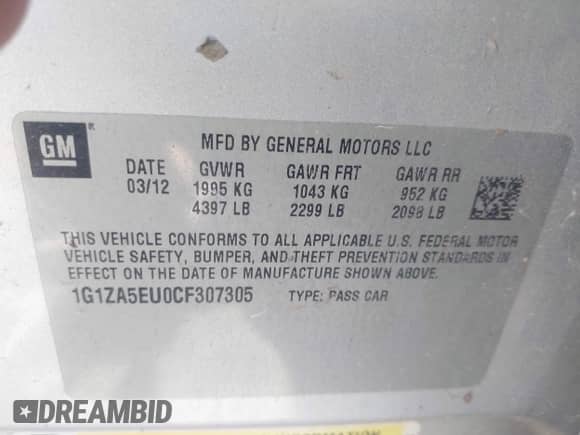 GM®
MFD BY GENERAL MOTORS LLC
DATE GVWR GAWR FRT GAWR RR
03/12 1995 KG 1043 KG 952 KG
4397 LB 2299 LB 2098 LB
THIS VEHICLE CONFORMS TO ALL APPLICABLE U.S. FEDERAL MOTOR
VEHICLE SAFETY, BUMPER, AND THEFT PREVENTION STANDARDS IN
EFFECT ON THE DATE OF MANUFACTURE SHOWN ABOVE.
1G1ZA5EU0CF307305 TYPE: PASS CAR
DREAMBID